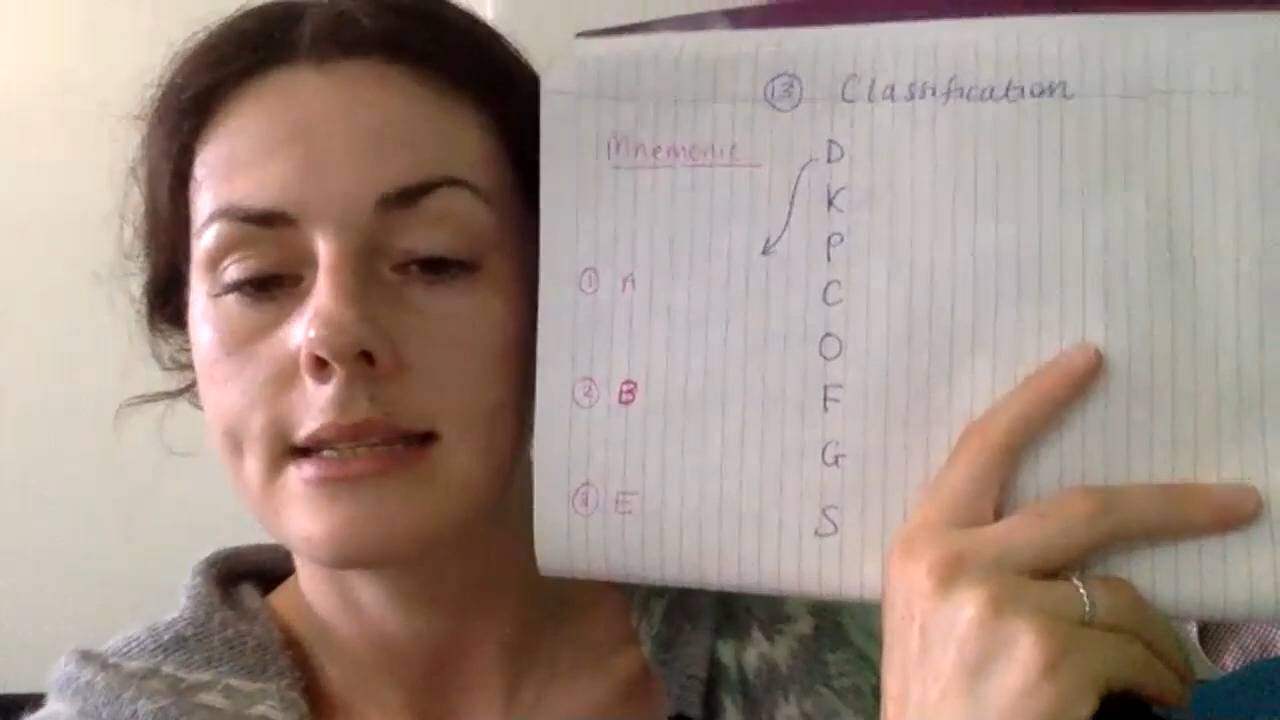 ⑬ Classification
Mnemonic
D
K
P
① A
C
O
② B
F
G
④ E
S